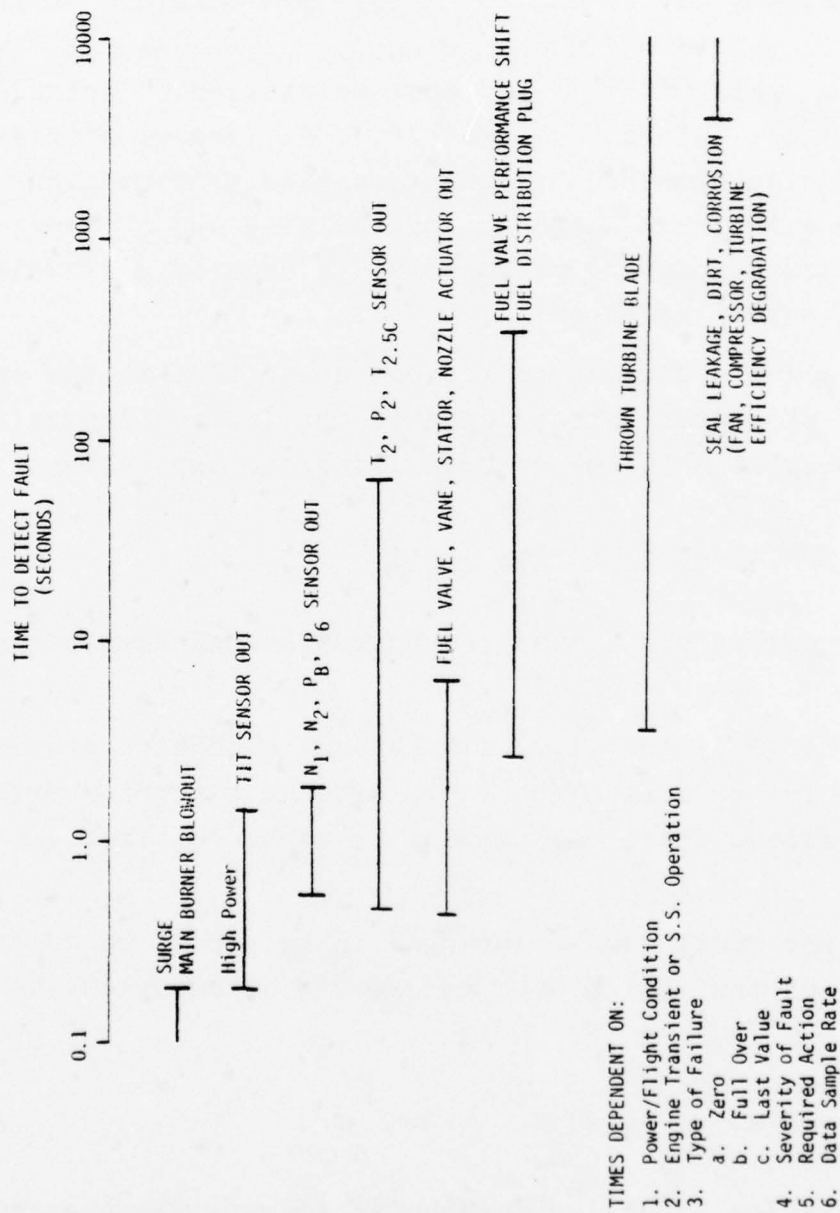 TIME TO DETECT FAULT
(SECONDS)
0.1 1.0 10 100 1000 10000
SURGE
MAIN BURNER BLOWOUT
High Power
TIT SENSOR OUT
N1, N2, PB, P6 SENSOR OUT
T2, P2, T2.5C SENSOR OUT
FUEL VALVE, VANE, STATOR, NOZZLE ACTUATOR OUT
FUEL VALVE PERFORMANCE SHIFT
FUEL DISTRIBUTION PLUG
THROWN TURBINE BLADE
SEAL LEAKAGE, DIRT, CORROSION
(FAN, COMPRESSOR, TURBINE
EFFICIENCY DEGRADATION)
TIMES DEPENDENT ON:
1. Power/Flight Condition
2. Engine Transient or S.S. Operation
3. Type of Failure
a. Zero
b. Full Over
c. Last Value
4. Severity of Fault
5. Required Action
6. Data Sample Rate